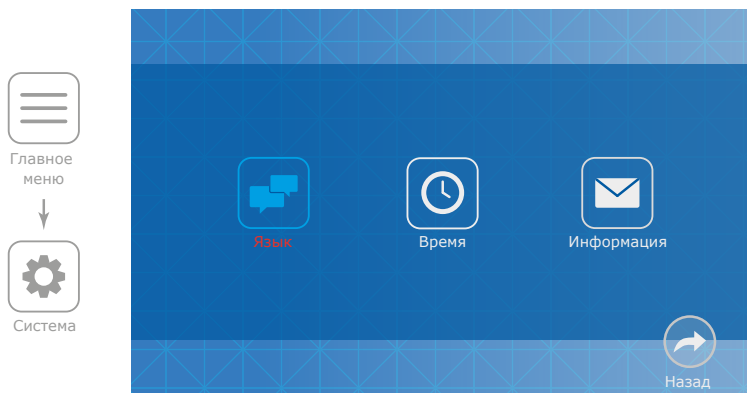 Главное
меню
Система
Язык
Время
Информация
Назад